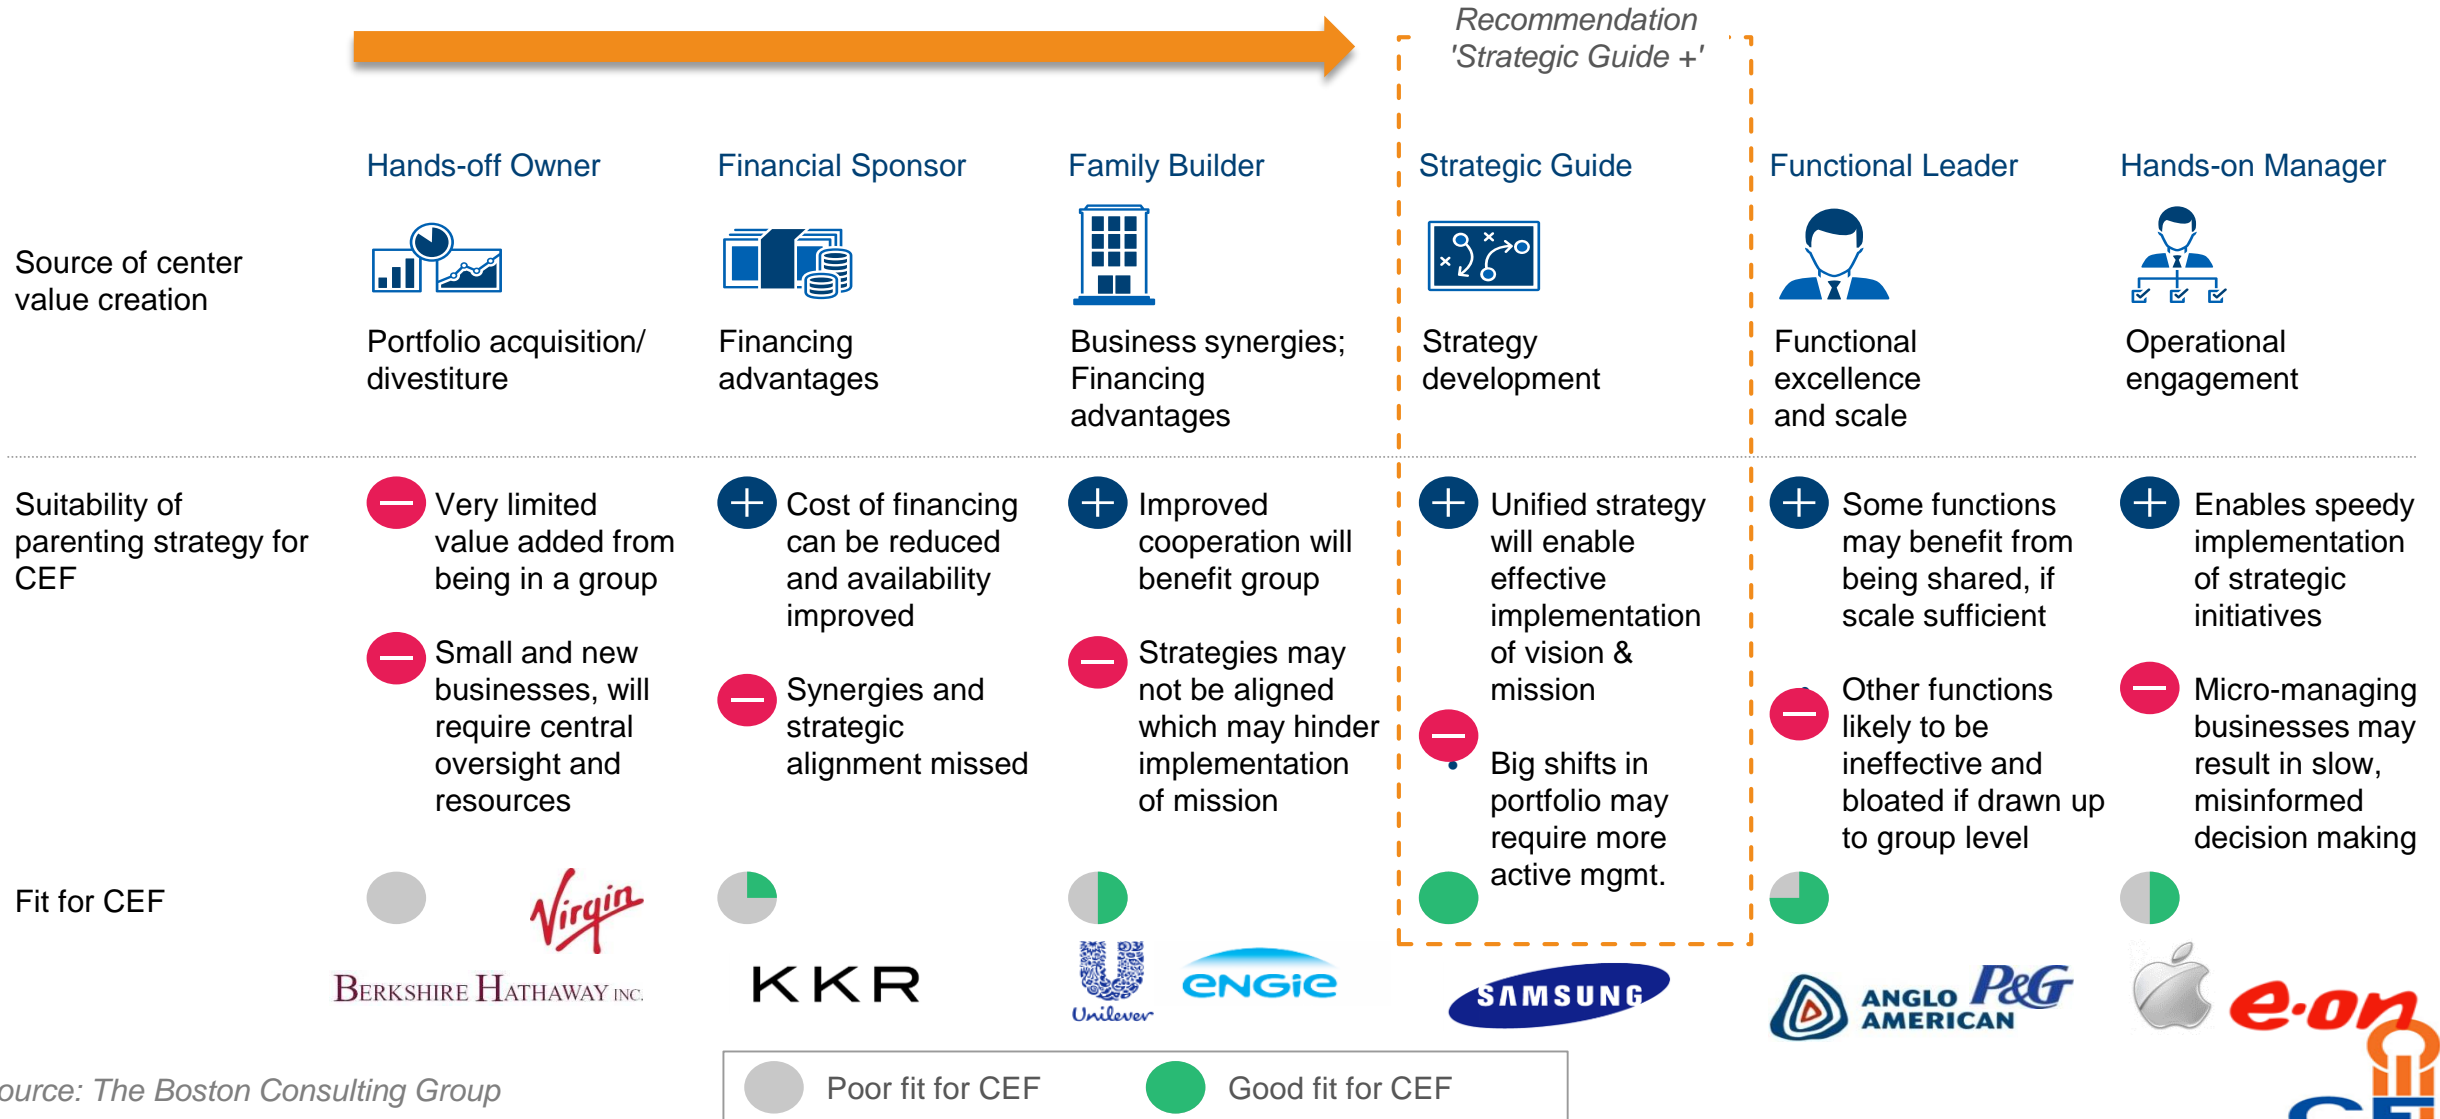 Recommendation
'Strategic Guide +'
Hands-off Owner
Financial Sponsor
Family Builder
Strategic Guide
Functional Leader
Hands-on Manager
Source of center
value creation
Portfolio acquisition/
divestiture
Financing
advantages
Business synergies;
Financing
advantages
Strategy
development
Functional
excellence
and scale
Operational
engagement
Suitability of
parenting strategy for
CEF
Very limited
value added from
being in a group
Small and new
businesses, will
require central
oversight and
resources
Cost of financing
can be reduced
and availability
improved
Synergies and
strategic
alignment missed
Improved
cooperation will
benefit group
Strategies may
not be aligned
which may hinder
implementation
of mission
Unified strategy
will enable
effective
implementation
of vision &
mission
Big shifts in
portfolio may
require more
active mgmt.
Some functions
may benefit from
being shared, if
scale sufficient
Other functions
likely to be
ineffective and
bloated if drawn up
to group level
Enables speedy
implementation
of strategic
initiatives
Micro-managing
businesses may
result in slow,
misinformed
decision making
Fit for CEF
Virgin
BERKSHIRE HATHAWAY INC.
KKR
Unilever
ENGIE
SAMSUNG
ANGLO
AMERICAN
P&G
e·on
Poor fit for CEF
Good fit for CEF
ource: The Boston Consulting Group